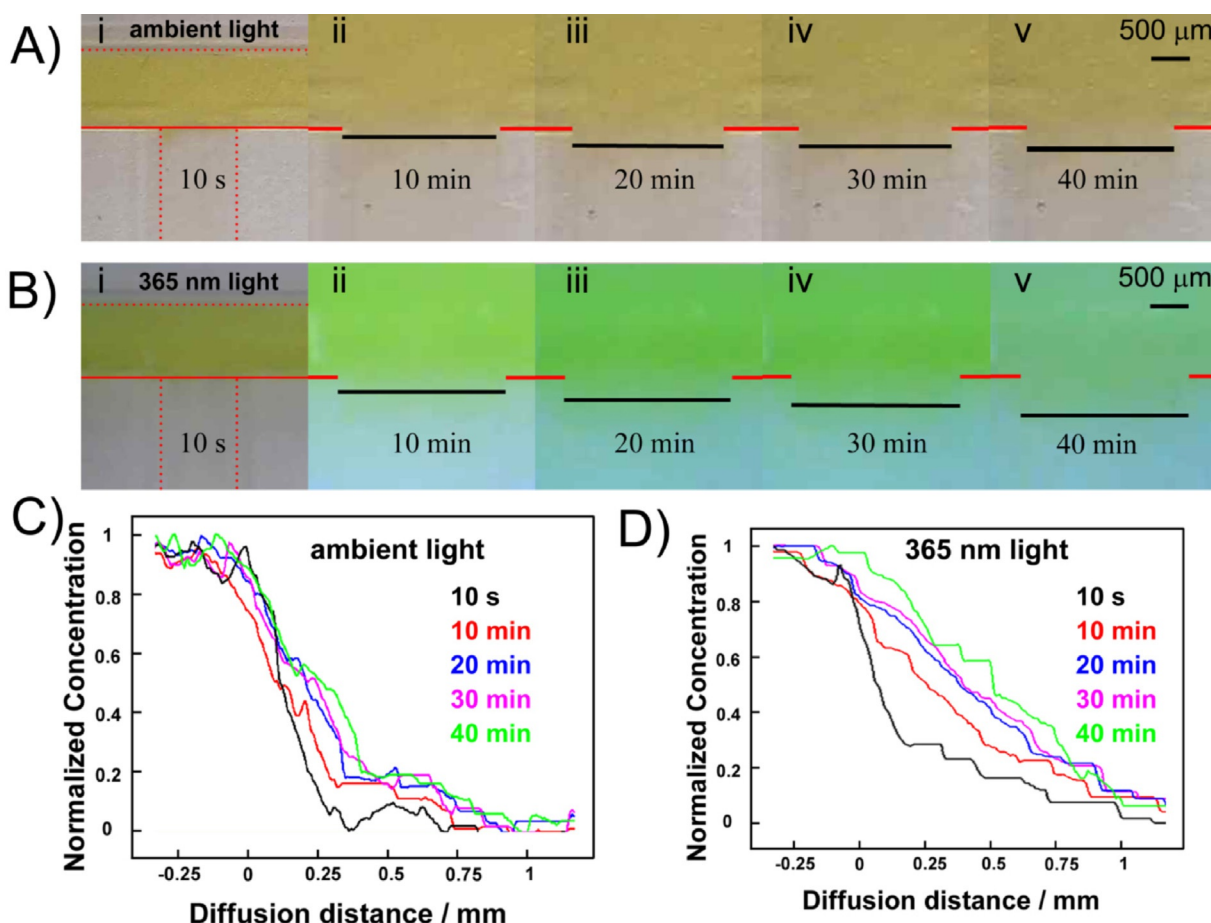 A)
i ii iii iv v
ambient light
500 μm
10 s 10 min 20 min 30 min 40 min
B)
i ii iii iv v
365 nm light
500 μm
10 s 10 min 20 min 30 min 40 min
C)
ambient light
10 s
10 min
20 min
30 min
40 min
Normalized Concentration
1
0.8
0.6
0.4
0.2
0
-0.25 0 0.25 0.5 0.75 1
Diffusion distance / mm
D)
365 nm light
10 s
10 min
20 min
30 min
40 min
Normalized Concentration
1
0.8
0.6
0.4
0.2
0
-0.25 0 0.25 0.5 0.75 1
Diffusion distance / mm